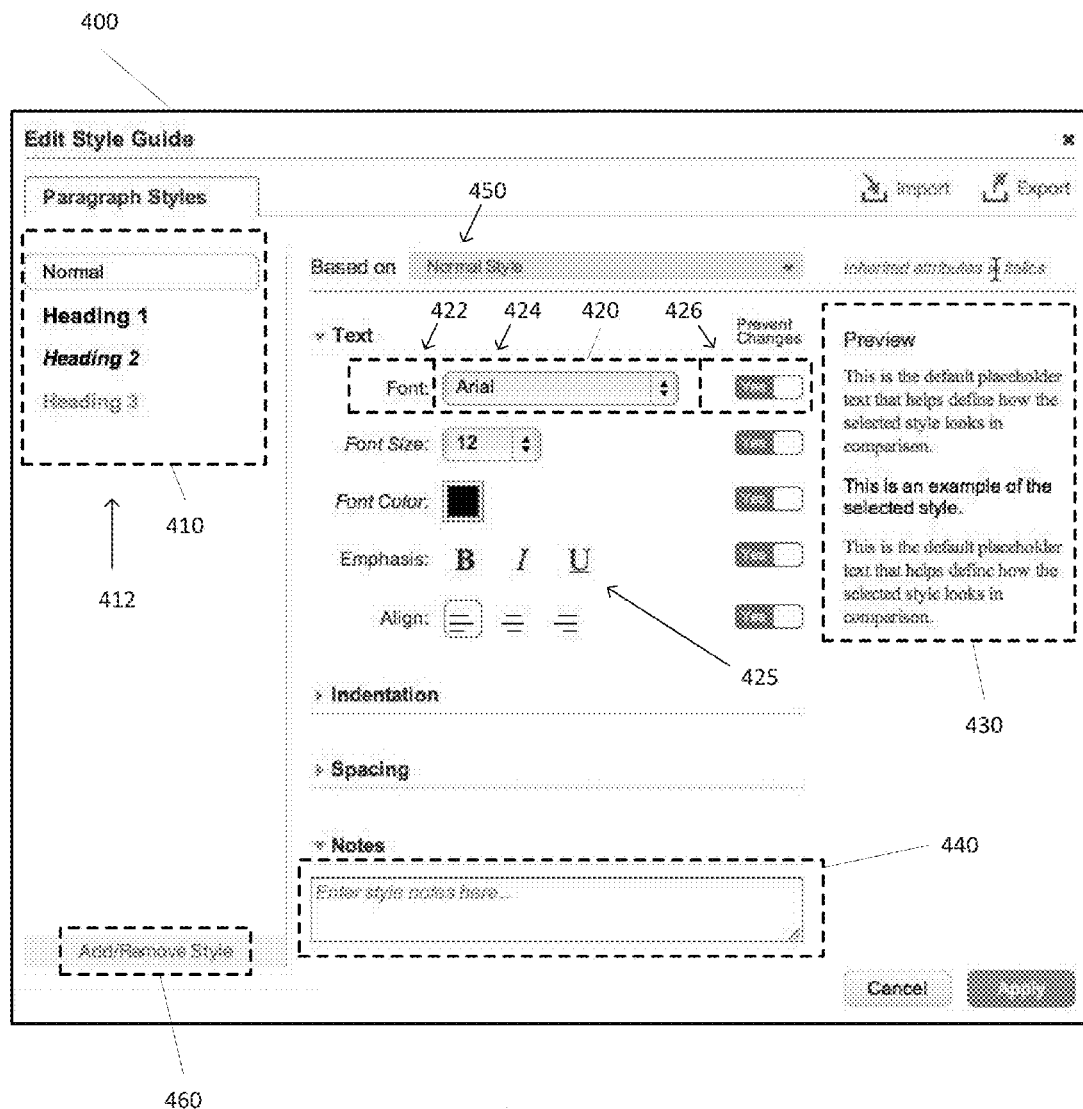 400
Edit Style Guide
Paragraph Styles
Import
Export
450
Normal
Heading 1
Heading 2
Heading 3
410
412
Based on
Normal Style
Inherited attributes italics
422 424 420 426
Text
Prevent
Changes
Font: Arial
Font Size: 12
Font Color:
Emphasis: B I U
Align:
425
Indentation
Spacing
Notes
Enter style notes here...
440
Preview
This is the default placeholder
text that helps define how the
selected style looks in
comparison.
This is an example of the
selected style.
This is the default placeholder
text that helps define how the
selected style looks in
comparison.
430
Add/Remove Style
Cancel
Apply
460